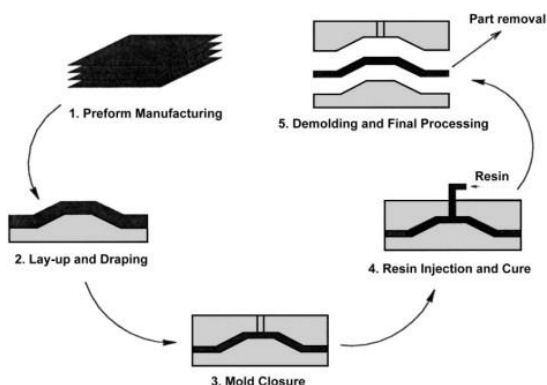 1. Preform Manufacturing
2. Lay-up and Draping
3. Mold Closure
Resin
4. Resin Injection and Cure
Part removal
5. Demolding and Final Processing